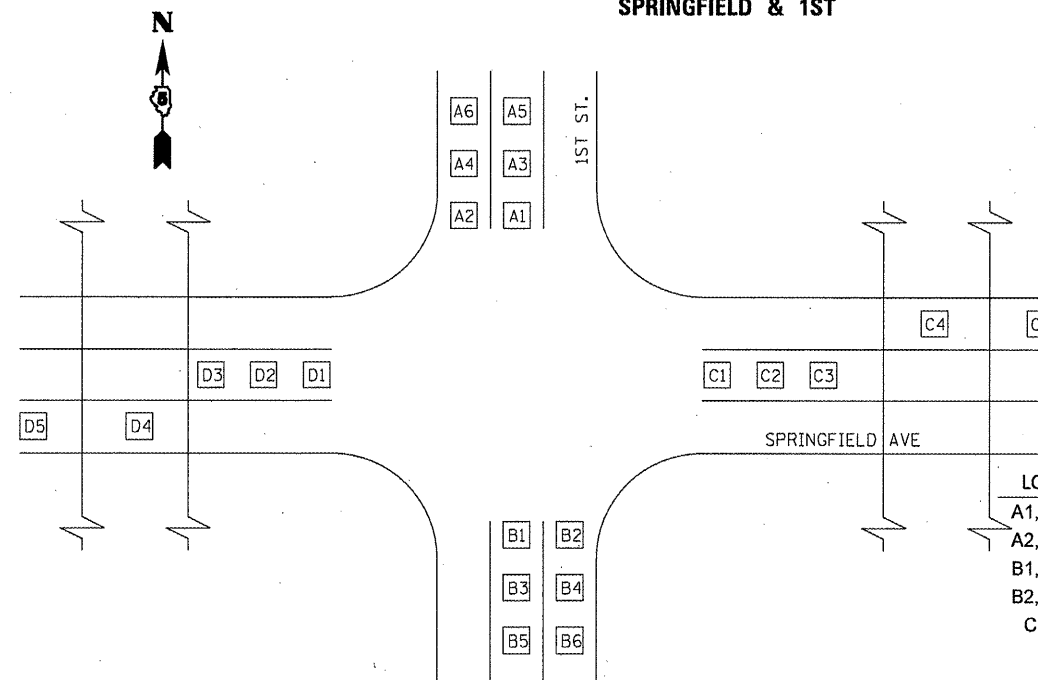 SPRINGFIELD & 1ST
N
5
A6 A5
1ST ST.
A4 A3
A2 A1
C4
D3 D2 D1
C1 C2 C3
D5 D4
SPRINGFIELD AVE
B1 B2
A1,
A2,
B1,
B2,
B3 B4
B5 B6